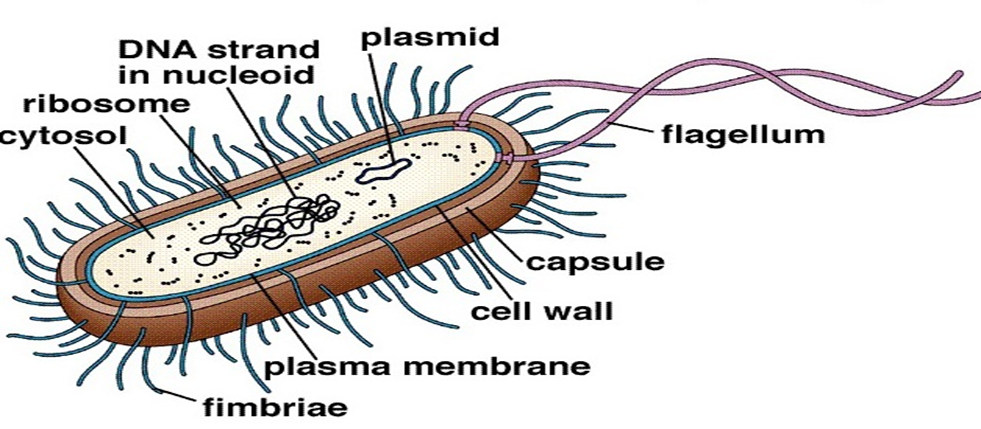 plasmid
DNA strand
in nucleoid
ribosome
cytosol
flagellum
capsule
cell wall
plasma membrane
fimbriae